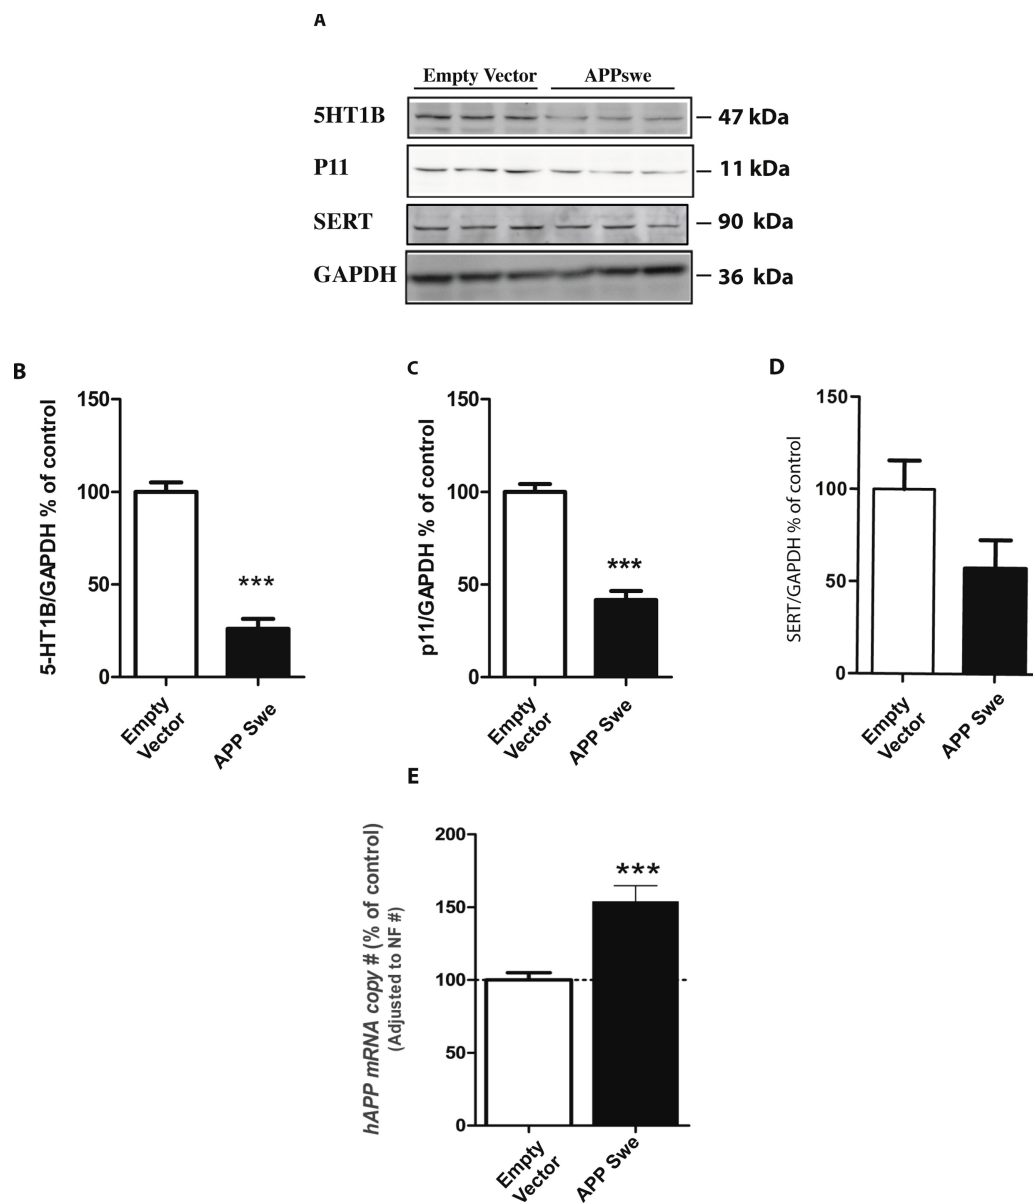 A
Empty Vector APPswe
5HT1B 47 kDa
P11 11 kDa
SERT 90 kDa
GAPDH 36 kDa
B
150
100
50
0
5-HT1B/GAPDH % of control
***
Empty
Vector
APP Swe
C
150
100
50
0
p11/GAPDH % of control
***
Empty
Vector
APP Swe
D
150
100
50
0
SERT/GAPDH % of control
Empty
Vector
APP Swe
E
200
150
100
50
0
hAPP mRNA copy # (% of control)
(Adjusted to NF #)
***
Empty
Vector
APP Swe